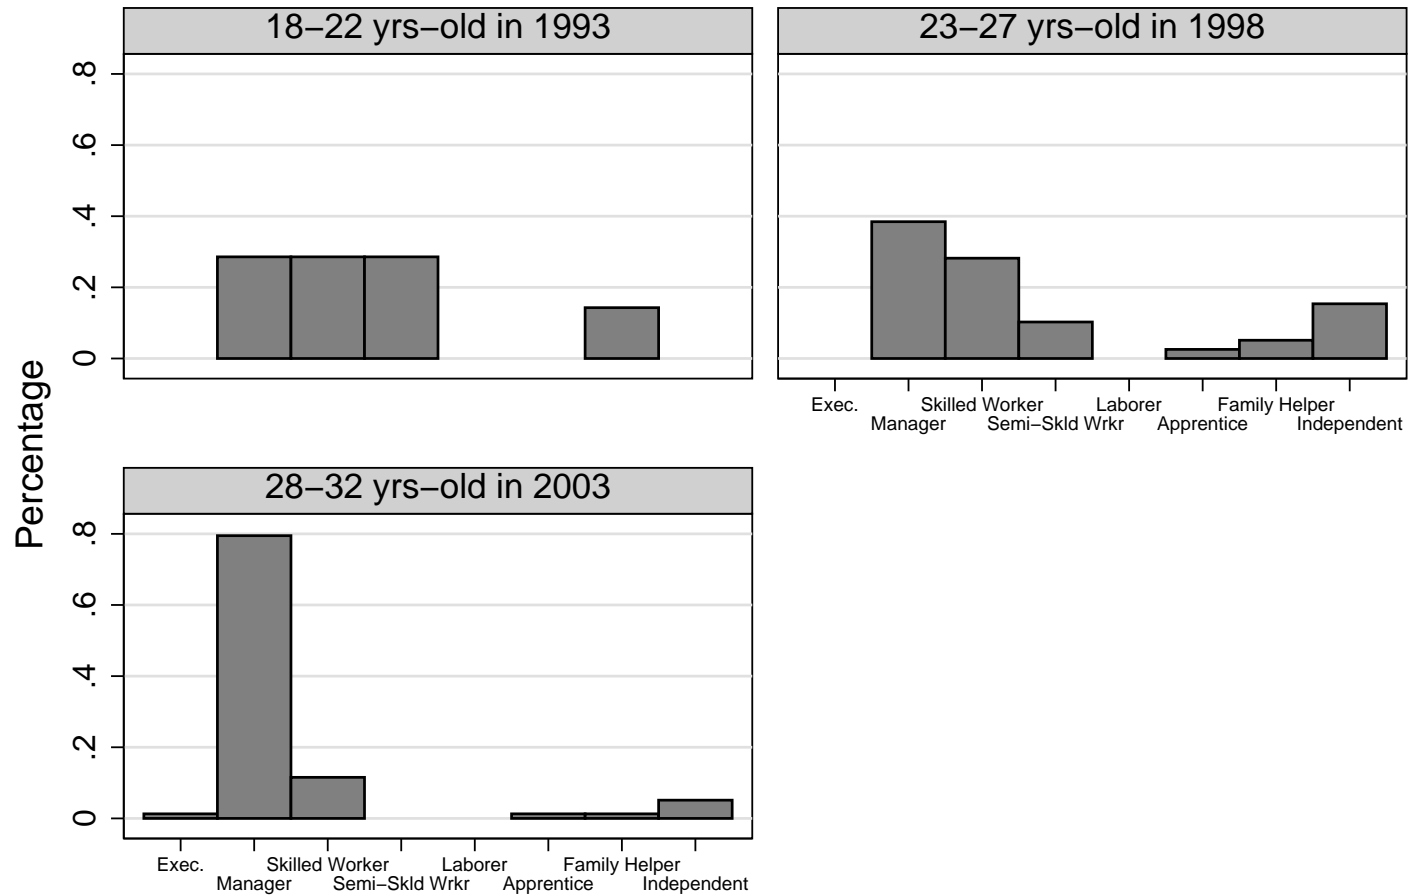 18–22 yrs–old in 1993
23–27 yrs–old in 1998
Percentage
.8
.6
.4
.2
0
Exec.
Manager
Skilled Worker
Semi–Skld Wrkr
Laborer
Apprentice
Family Helper
Independent
28–32 yrs–old in 2003
.8
.6
.4
.2
0
Exec.
Manager
Skilled Worker
Semi–Skld Wrkr
Laborer
Apprentice
Family Helper
Independent